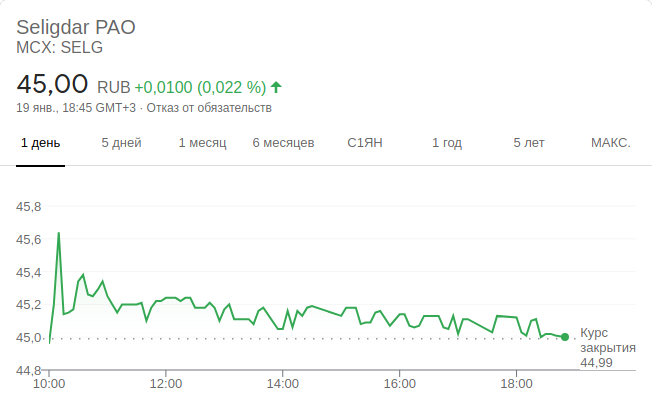 Seligdar PAO
MCX: SELG
45,00 RUB +0,0100 (0,022 %)
19 янв., 18:45 GMT+3 · Отказ от обязательств
1 день 5 дней 1 месяц 6 месяцев С1ЯН 1 год 5 лет МАКС.
45,8
45,6
45,4
45,2
45,0
Курс
закрытия
44,99
44,8
10:00 12:00 14:00 16:00 18:00